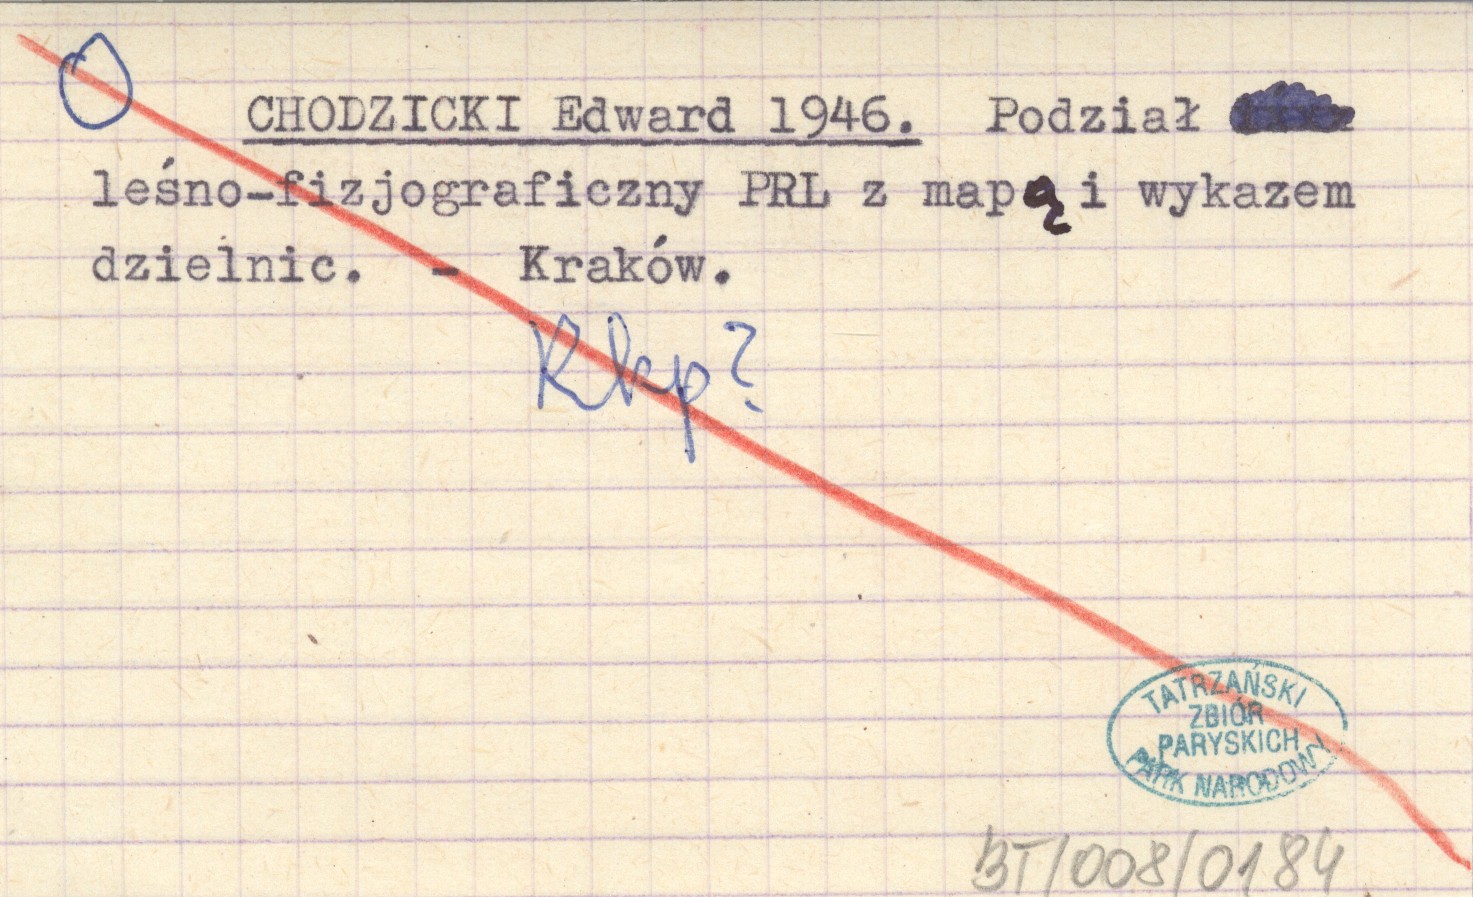 CHODZICKI Edward 1946. Podział
leśno-fizjograficzny PRL z mapą i wykazem
dzielnic. - Kraków.
Rkp?
TATRZAŃSKI
ZBIÓR
PARYSKICH
PARK NARODOWY
BT/008/0184